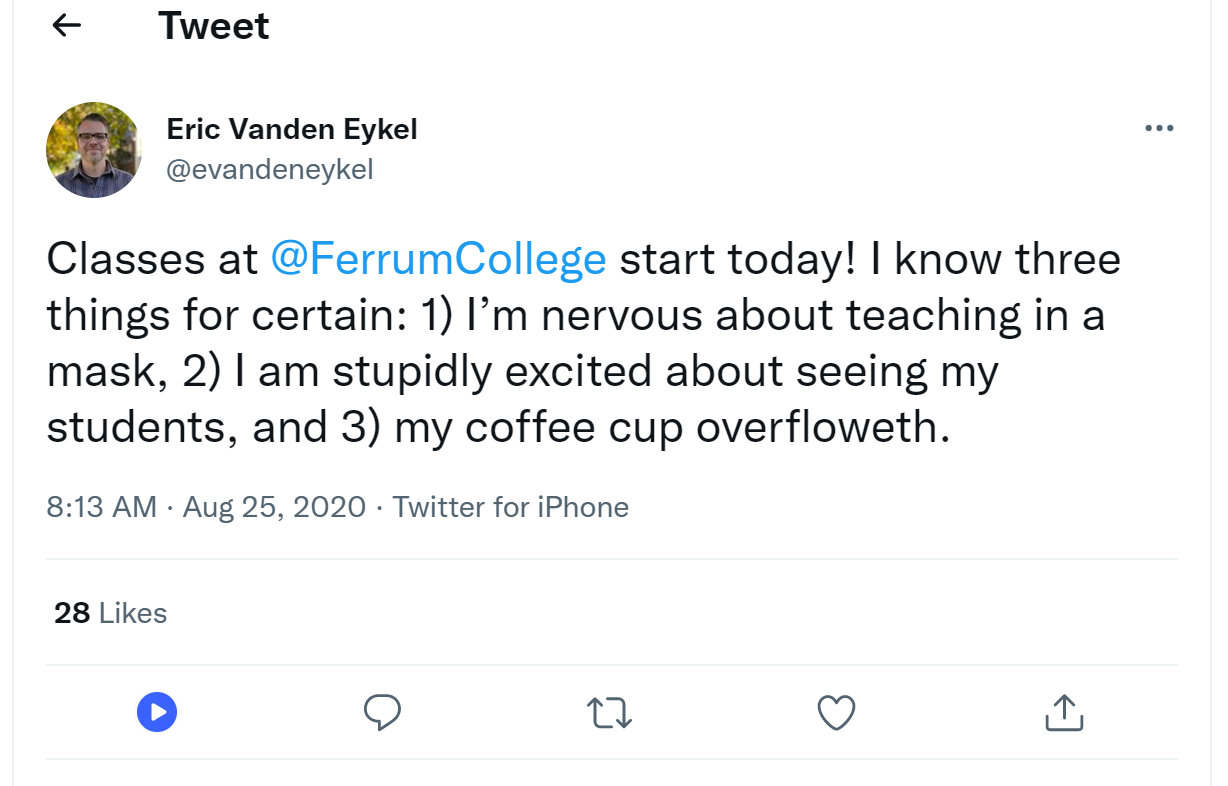 Tweet
Eric Vanden Eykel
@evandeneykel
Classes at @FerrumCollege start today! I know three
things for certain: 1) I’m nervous about teaching in a
mask, 2) I am stupidly excited about seeing my
students, and 3) my coffee cup overfloweth.
8:13 AM · Aug 25, 2020 · Twitter for iPhone
28 Likes